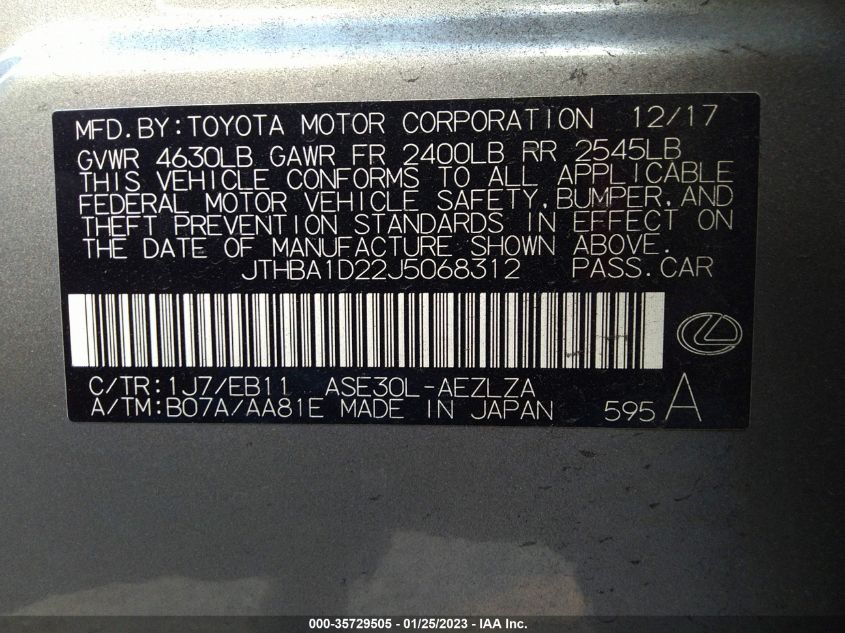 MFD.BY:TOYOTA MOTOR CORPORATION 12/17
GVWR 4630LB GAWR FR 2400LB RR 2545LB
THIS VEHICLE CONFORMS TO ALL APPLICABLE
FEDERAL MOTOR VEHICLE SAFETY,BUMPER,AND
THEFT PREVENTION STANDARDS IN EFFECT ON
THE DATE OF MANUFACTURE SHOWN ABOVE.
JTHBA1D22J5068312 PASS.CAR
C/TR:1J7/EB11 ASE30L-AEZLZA
A/TM:B07A/AA81E MADE IN JAPAN 595 A
000-35729505 - 01/25/2023 - IAA Inc.